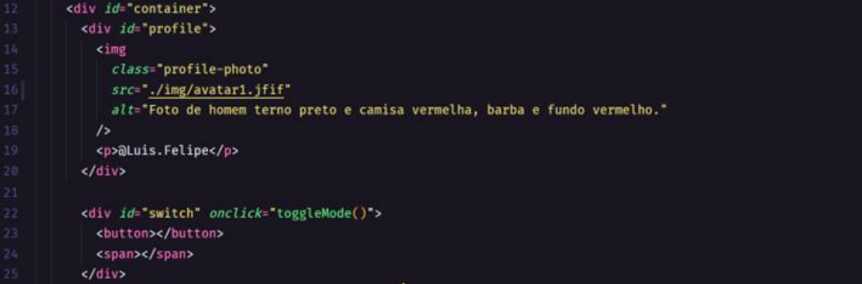 12 <div id="container">
13 <div id="profile">
14 <img
15 class="profile-photo"
16 src="./img/avatar1.jfif"
17 alt="Foto de homem terno preto e camisa vermelha, barba e fundo vermelho."
18 />
19 <p>@Luis.Felipe</p>
20 </div>
21
22 <div id="switch" onclick="toggleMode()">
23 <button></button>
24 <span></span>
25 </div>